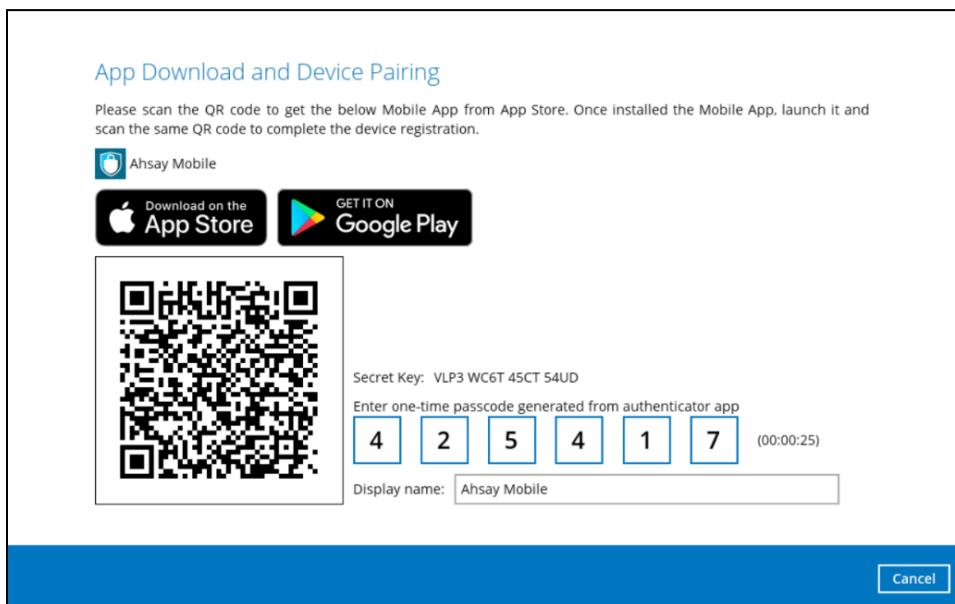 App Download and Device Pairing
Please scan the QR code to get the below Mobile App from App Store. Once installed the Mobile App, launch it and
scan the same QR code to complete the device registration.
Ahsay Mobile
Download on the
App Store
GET IT ON
Google Play
Secret Key: VLP3 WC6T 45CT 54UD
Enter one-time passcode generated from authenticator app
4 2 5 4 1 7 (00:00:25)
Display name: Ahsay Mobile
Cancel